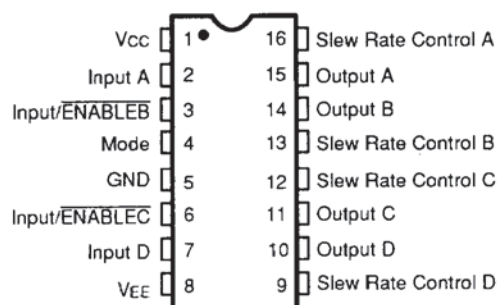 Vcc 1 16 Slew Rate Control A
Input A 2 15 Output A
Input/ENABLEB 3 14 Output B
Mode 4 13 Slew Rate Control B
GND 5 12 Slew Rate Control C
Input/ENABLEC 6 11 Output C
Input D 7 10 Output D
VEE 8 9 Slew Rate Control D